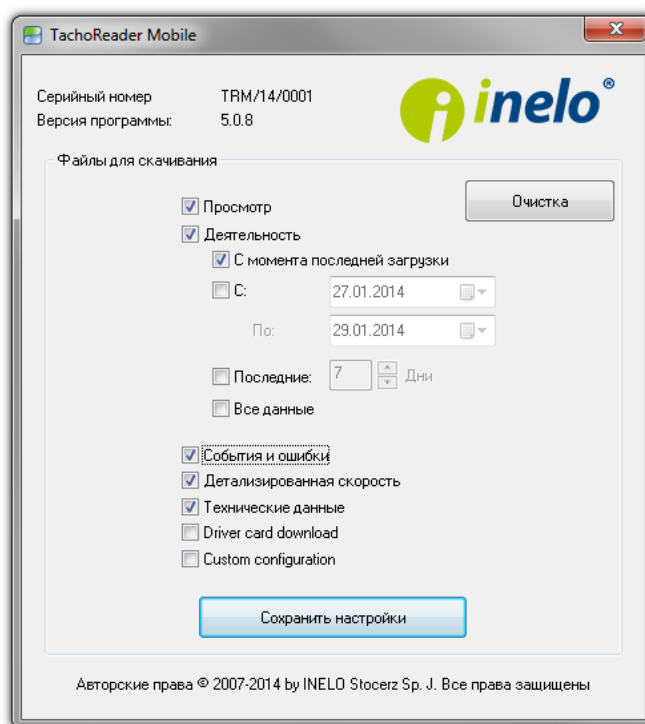 TachoReader Mobile
Серийный номер TRM/14/0001
Версия программы: 5.0.8
inelo®
Файлы для скачивания
Очистка
Просмотр
Деятельность
С момента последней загрузки
С: 27.01.2014
По: 29.01.2014
Последние: 7 Дни
Все данные
События и ошибки
Детализированная скорость
Технические данные
Driver card download
Custom configuration
Сохранить настройки
Авторские права © 2007-2014 by INELO Stocerz Sp. J. Все права защищены